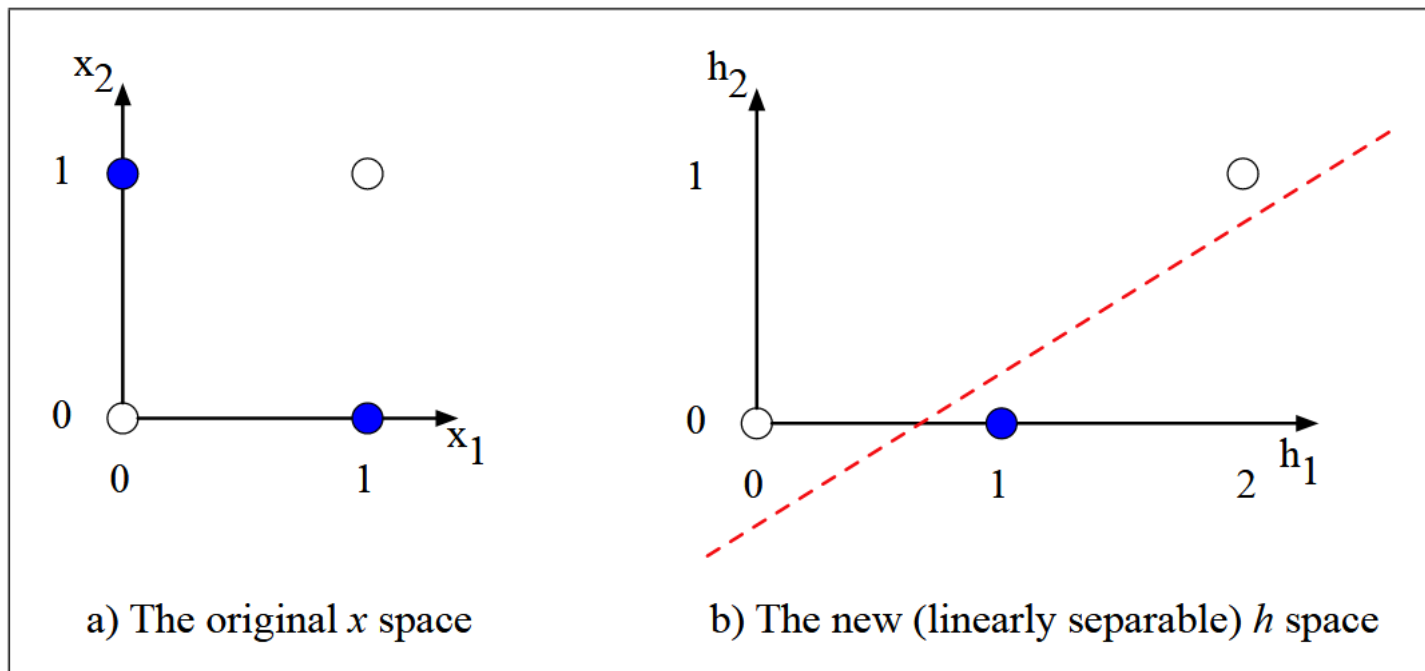 x2
1
0
0
1
x1
h2
1
0
0
1
2
h1
a) The original x space
b) The new (linearly separable) h space